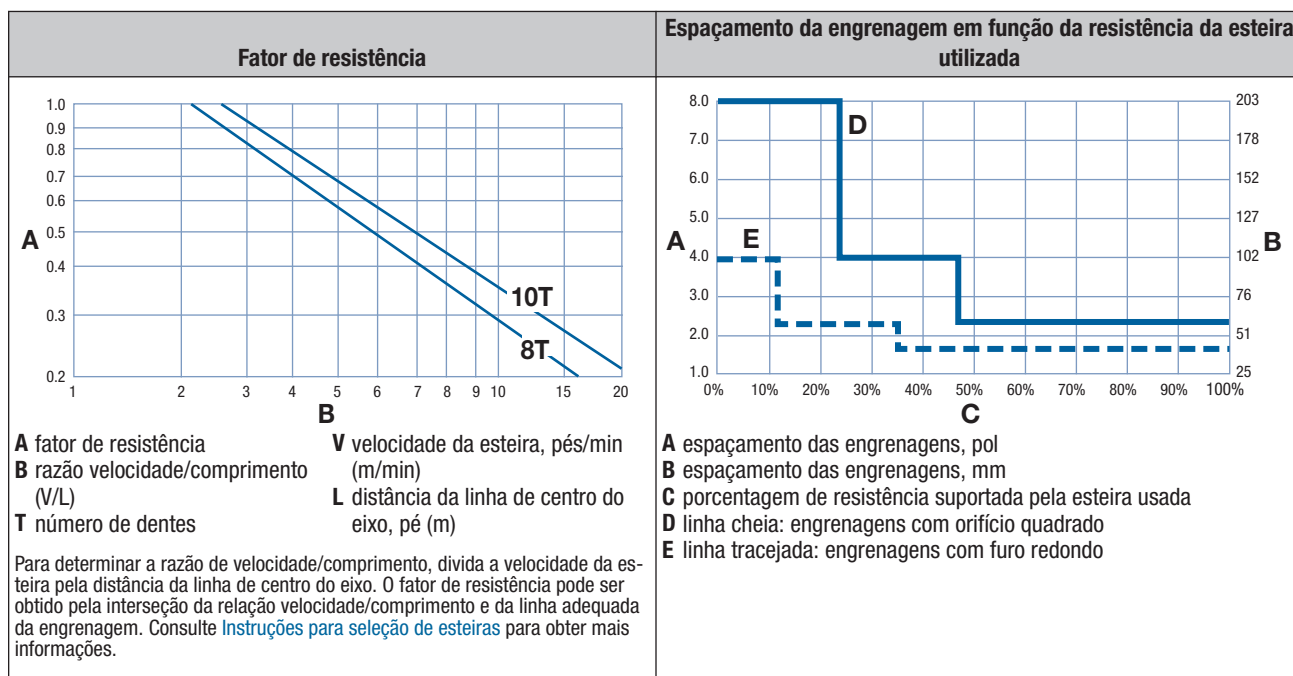 Fator de resistência
Espaçamento da engrenagem em função da resistência da esteira
utilizada
1.0
0.9
0.8
0.7
0.6
0.5
0.4
0.3
0.2
A
10T
8T
1
2
3
4
5
6
7
8
9
10
15
20
B
A fator de resistência
B razão velocidade/comprimento
(V/L)
T número de dentes
V velocidade da esteira, pés/min
(m/min)
L distância da linha de centro do
eixo, pé (m)
Para determinar a razão de velocidade/comprimento, divida a velocidade da es-
teira pela distância da linha de centro do eixo. O fator de resistência pode ser
obtido pela interseção da relação velocidade/comprimento e da linha adequada
da engrenagem. Consulte Instruções para seleção de esteiras para obter mais
informações.
8.0
7.0
6.0
5.0
4.0
3.0
2.0
1.0
A
D
E
203
178
152
127
102
76
51
25
B
0%
10%
20%
30%
40%
50%
60%
70%
80%
90%
100%
C
A espaçamento das engrenagens, pol
B espaçamento das engrenagens, mm
C porcentagem de resistência suportada pela esteira usada
D linha cheia: engrenagens com orifício quadrado
E linha tracejada: engrenagens com furo redondo